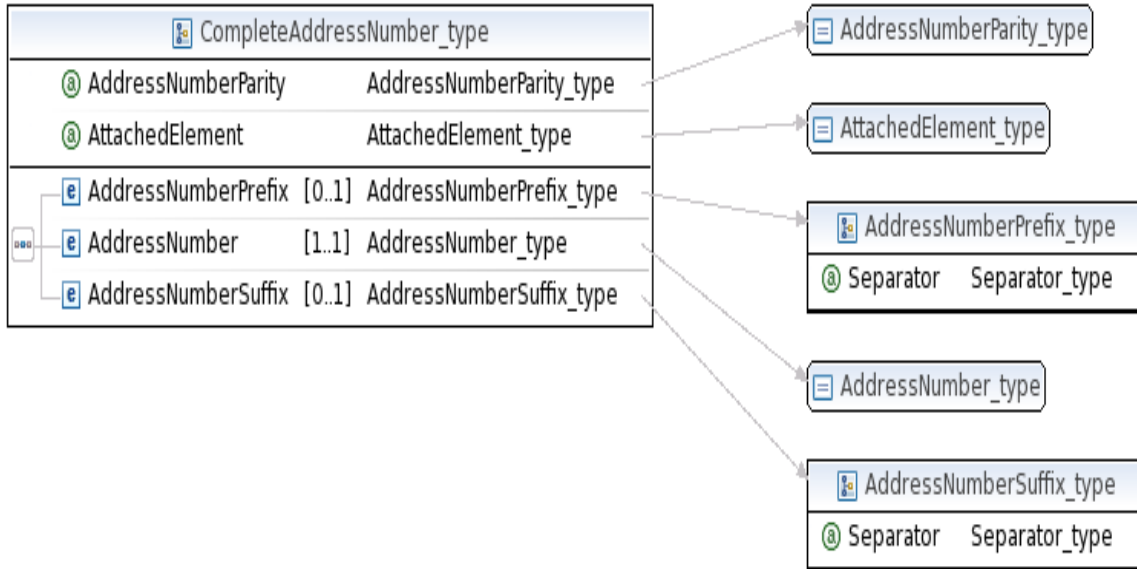 CompleteAddressNumber_type
AddressNumberParity AddressNumberParity_type
AttachedElement AttachedElement_type
AddressNumberPrefix [0..1] AddressNumberPrefix_type
AddressNumber [1..1] AddressNumber_type
AddressNumberSuffix [0..1] AddressNumberSuffix_type
AddressNumberParity_type
AttachedElement_type
AddressNumberPrefix_type
Separator Separator_type
AddressNumber_type
AddressNumberSuffix_type
Separator Separator_type